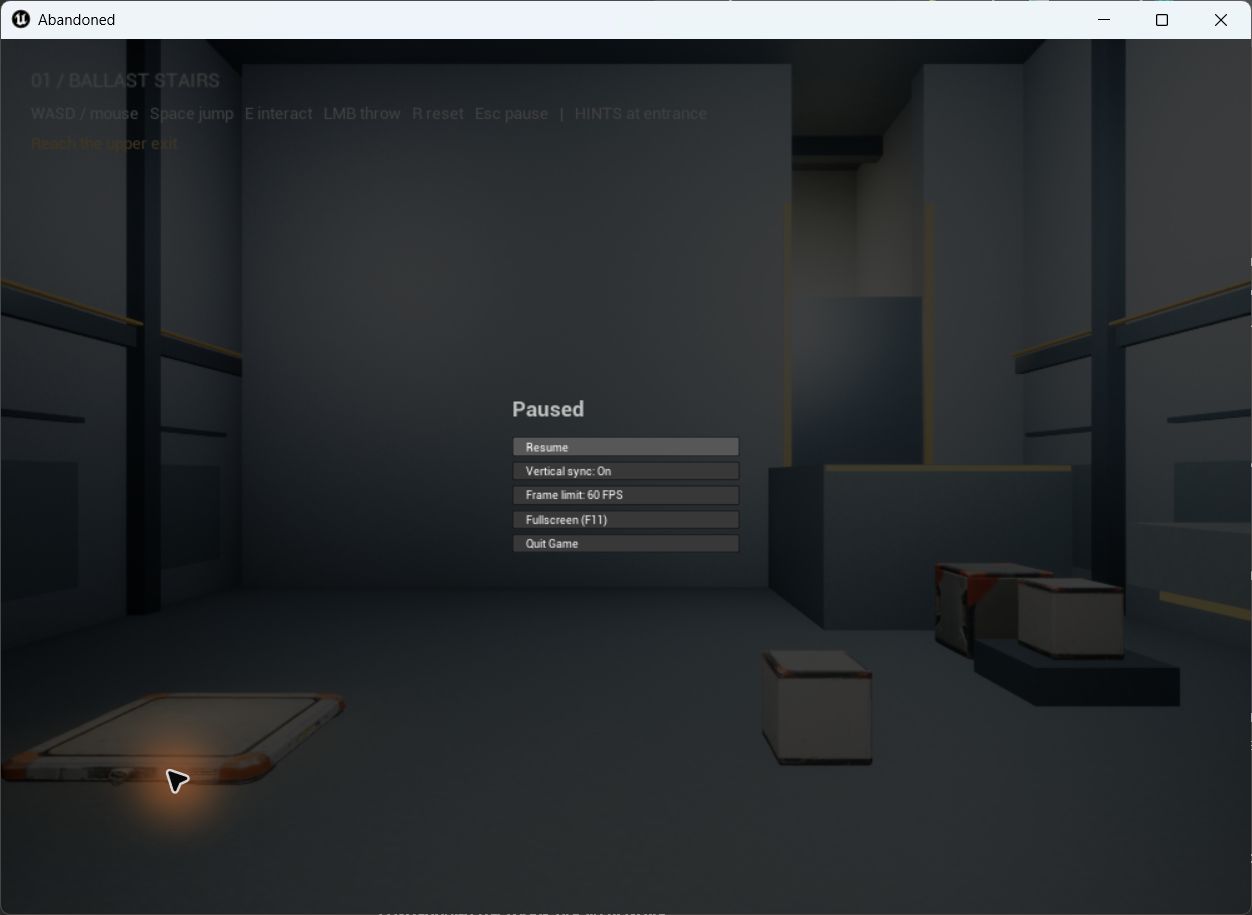 Abandoned
01 / BALLAST STAIRS
WASD / mouse Space jump E interact LMB throw R reset Esc pause | HINTS at entrance
Reach the upper exit
Paused
Resume
Vertical sync: On
Frame limit: 60 FPS
Fullscreen (F11)
Quit Game